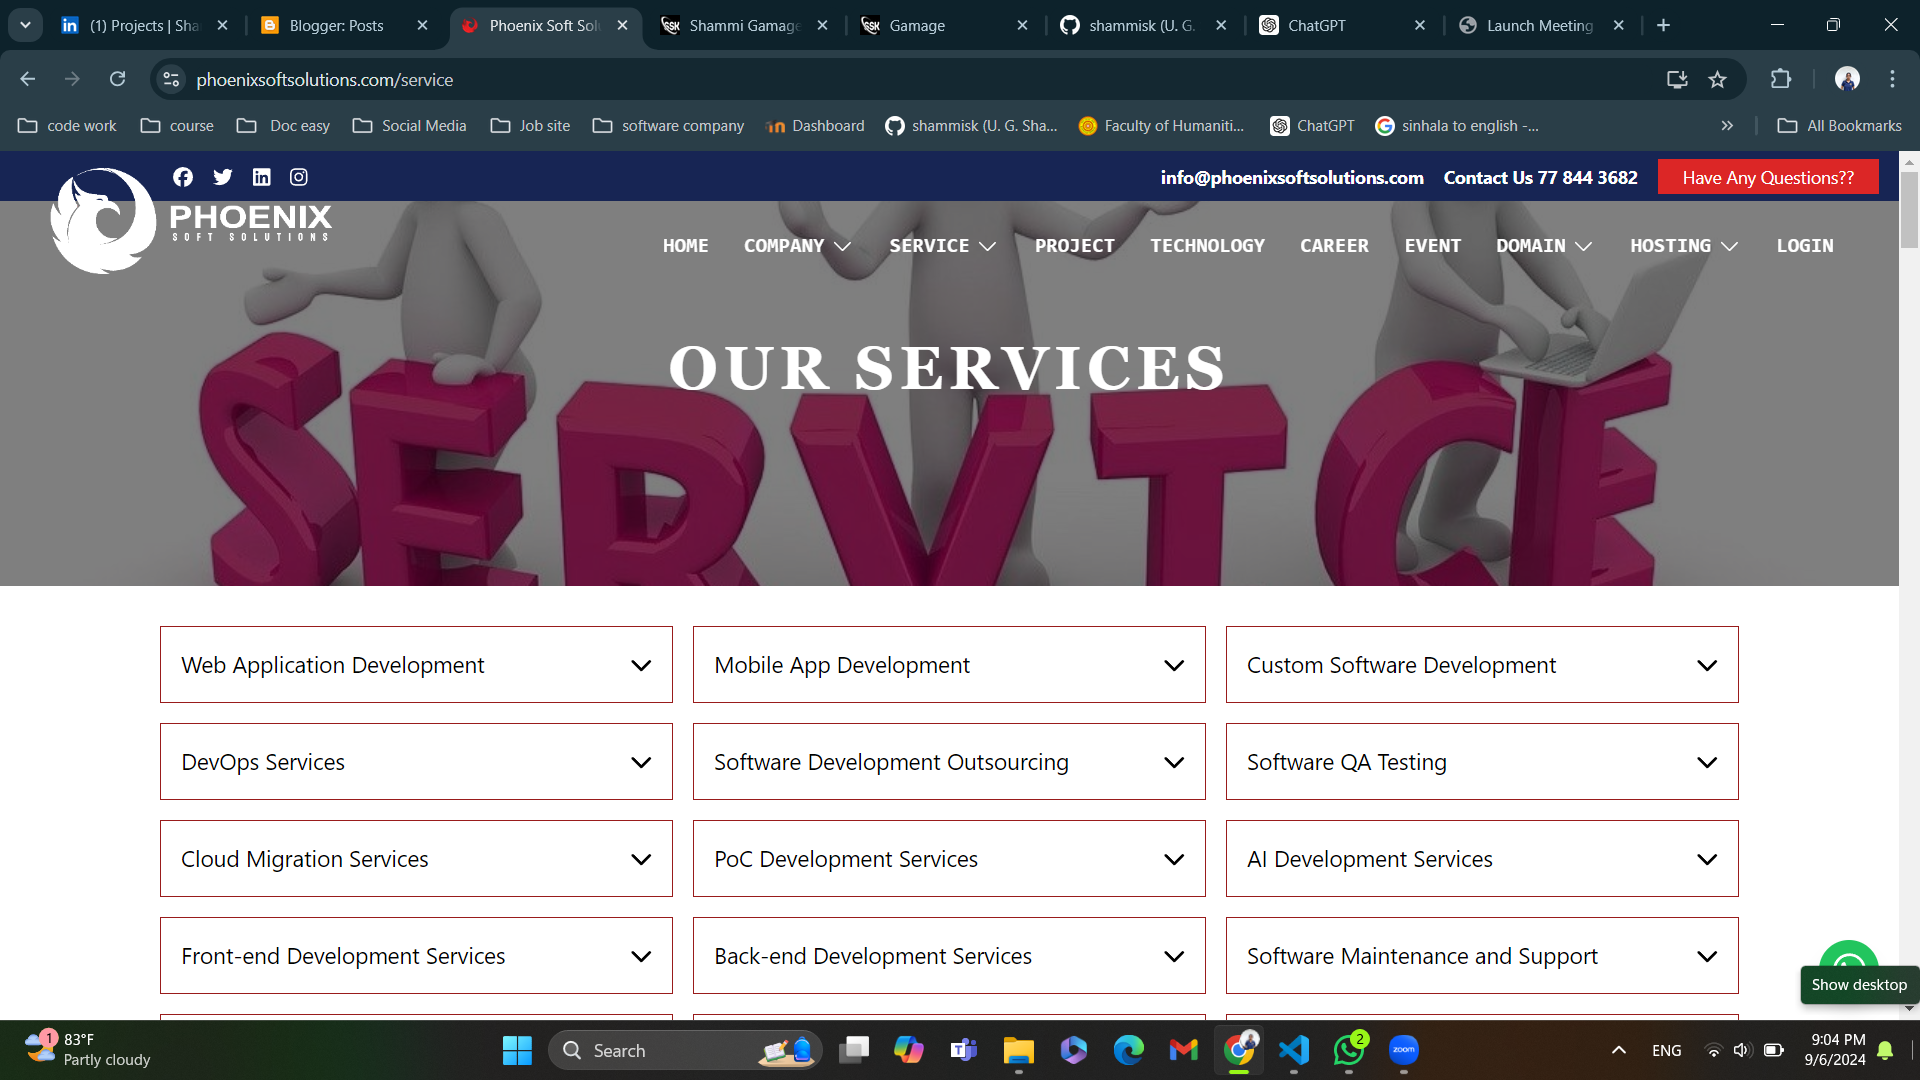 (1) Projects | Sha
Blogger: Posts
Phoenix Soft Solu
Shammi Gamage
Gamage
shammisk (U. G.
ChatGPT
Launch Meeting
phoenixsoftsolutions.com/service
code work
course
Doc easy
Social Media
Job site
software company
Dashboard
shammisk (U. G. Sha...
Faculty of Humaniti...
ChatGPT
sinhala to english -...
All Bookmarks
info@phoenixsoftsolutions.com
Contact Us 77 844 3682
Have Any Questions??
PHOENIX
SOFT SOLUTIONS
HOME
COMPANY
SERVICE
PROJECT
TECHNOLOGY
CAREER
EVENT
DOMAIN
HOSTING
LOGIN
OUR SERVICES
SERVICE
Web Application Development
Mobile App Development
Custom Software Development
DevOps Services
Software Development Outsourcing
Software QA Testing
Cloud Migration Services
PoC Development Services
AI Development Services
Front-end Development Services
Back-end Development Services
Software Maintenance and Support
Show desktop
1
83°F
Partly cloudy
Search
2
zoom
ENG
9:04 PM
9/6/2024